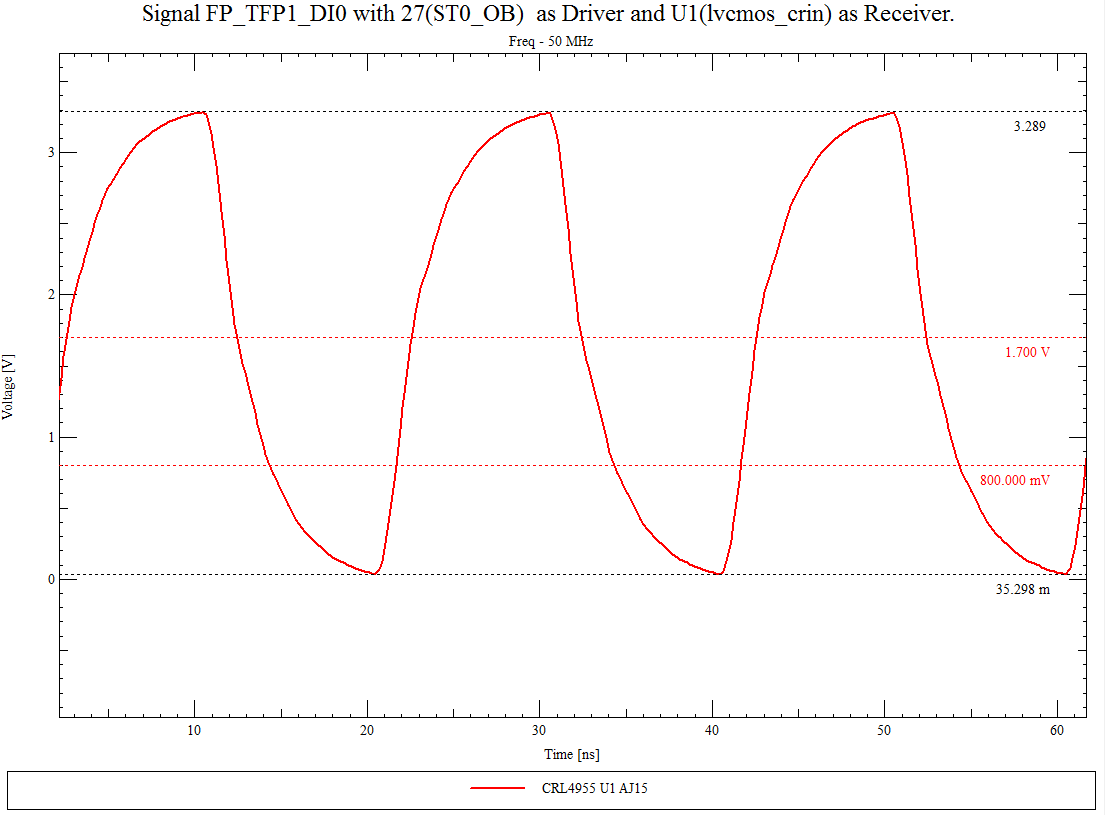 Signal FP_TFP1_DI0 with 27(ST0_OB)  as Driver and U1(lvcmos_crin) as Receiver.
Freq - 50 MHz
3.289
3
2
1.700 V
Voltage [V]
1
800.000 mV
0
35.298 m
10 20 30 40 50 60
Time [ns]
CRL4955 U1 AJ15